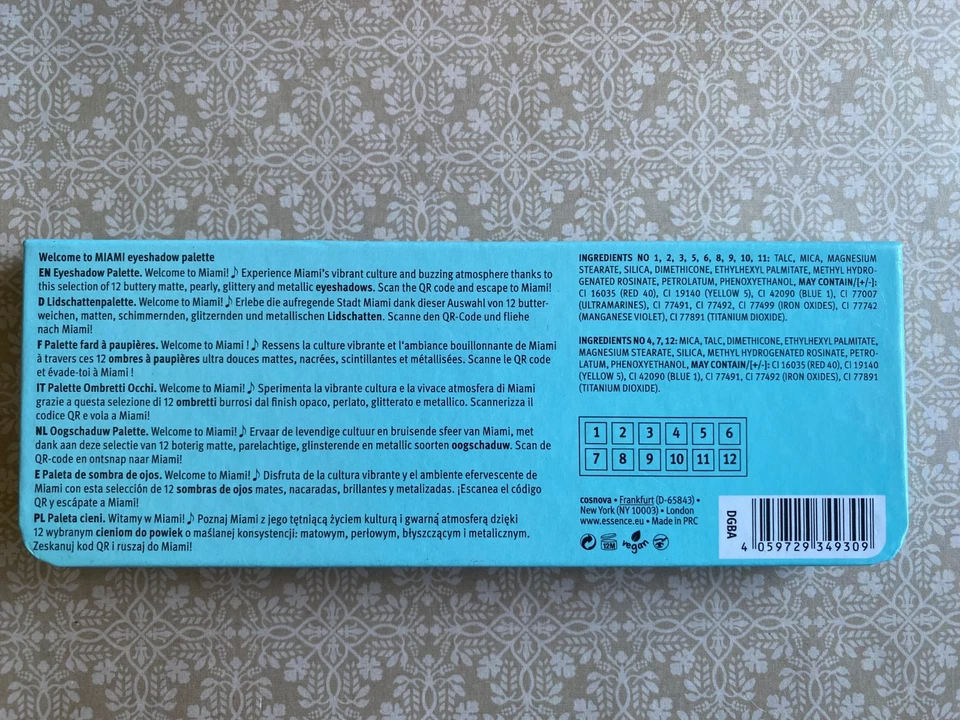 Welcome to MIAMI eyeshadow palette
EN Eyeshadow Palette. Welcome to Miami! ♪ Experience Miami's vibrant culture and buzzing atmosphere thanks to
this selection of 12 buttery matte, pearly, glittery and metallic eyeshadows. Scan the QR code and escape to Miami!
D Lidschattenpalette. Welcome to Miami! ♪ Erlebe die aufregende Stadt Miami dank dieser Auswahl von 12 butter-
weichen, matten, schimmernden, glitzernden und metallischen Lidschatten. Scanne den QR-Code und fliehe
nach Miami!
F Palette fard à paupières. Welcome to Miami ! ♪ Ressens la culture vibrante et l'ambiance bouillonnante de Miami
à travers ces 12 ombres à paupières ultra douces mattes, nacrées, scintillantes et métallisées. Scanne le QR code
et évade-toi à Miami !
IT Palette Ombretti Occhi. Welcome to Miami! ♪ Sperimenta la vibrante cultura e la vivace atmosfera di Miami
grazie a questa selezione di 12 ombretti burrosi dal finish opaco, perlato, glitterato e metallico. Scannerizza il
codice QR e vola a Miami!
NL Oogschaduw Palette. Welcome to Miami! ♪ Ervaar de levendige cultuur en bruisende sfeer van Miami, met
dank aan deze selectie van 12 boterig matte, parelachtige, glinsterende en metallic soorten oogschaduw. Scan de
QR-code en ontsnap naar Miami!
E Paleta de sombra de ojos. Welcome to Miami! ♪ Disfruta de la cultura vibrante y el ambiente efervescente de
Miami con esta selección de 12 sombras de ojos mates, nacaradas, brillantes y metalizadas. ¡Escanea el código
QR y escápate a Miami!
PL Paleta cieni. Witamy w Miami! ♪ Poznaj Miami z jego tętniącą życiem kulturą i gwarną atmosferą dzięki
12 wybranym cieniom do powiek o maślanej konsystencji: matowym, perłowym, błyszczącym i metalicznym.
Zeskanuj kod QR i ruszaj do Miami!
INGREDIENTS NO 1, 2, 3, 5, 6, 8, 9, 10, 11: TALC, MICA, MAGNESIUM
STEARATE, SILICA, DIMETHICONE, ETHYLHEXYL PALMITATE, METHYL HYDRO-
GENATED ROSINATE, PETROLATUM, PHENOXYETHANOL, MAY CONTAIN/[+/-]:
CI 16035 (RED 40), CI 19140 (YELLOW 5), CI 42090 (BLUE 1), CI 77007
(ULTRAMARINES), CI 77491, CI 77492, CI 77499 (IRON OXIDES), CI 77742
(MANGANESE VIOLET), CI 77891 (TITANIUM DIOXIDE).
INGREDIENTS NO 4, 7, 12: MICA, TALC, DIMETHICONE, ETHYLHEXYL PALMITATE,
MAGNESIUM STEARATE, SILICA, METHYL HYDROGENATED ROSINATE, PETRO-
LATUM, PHENOXYETHANOL, MAY CONTAIN/[+/-]: CI 16035 (RED 40), CI 19140
(YELLOW 5), CI 42090 (BLUE 1), CI 77491, CI 77492 (IRON OXIDES), CI 77891
(TITANIUM DIOXIDE).
1 2 3 4 5 6
7 8 9 10 11 12
cosnova • Frankfurt (D-65843) •
New York (NY 10003) • London
www.essence.eu • Made in PRC
12M vegan
DGBA
4 059729 349309